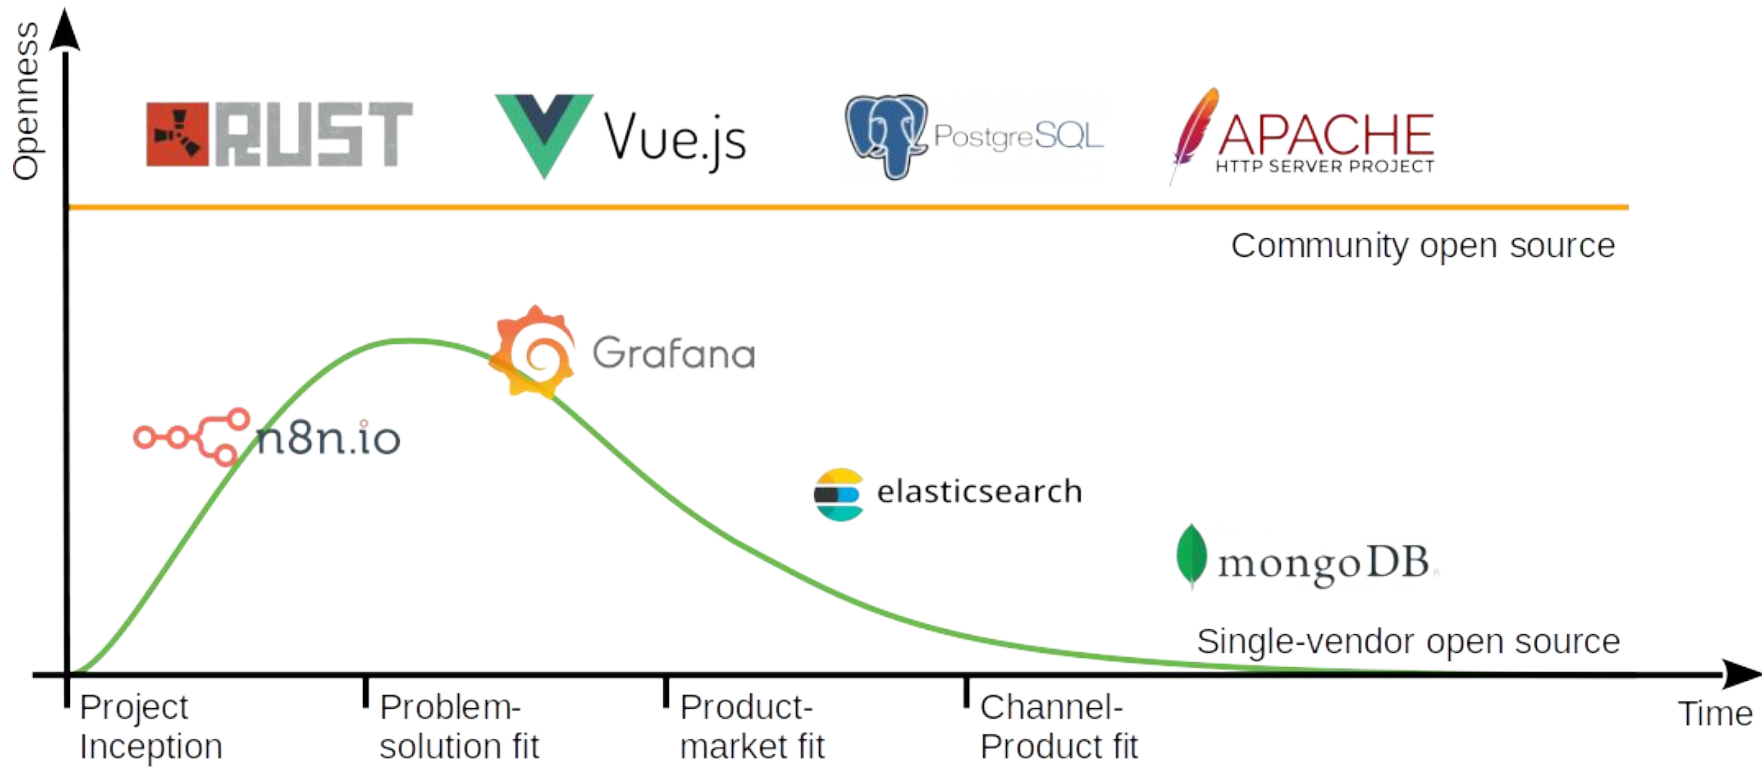 Openness
RUST
Vue.js
PostgreSQL
APACHE
HTTP SERVER PROJECT
Community open source
Grafana
n8n.io
elasticsearch
mongoDB
Single-vendor open source
Project
Inception
Problem-
solution fit
Product-
market fit
Channel-
Product fit
Time